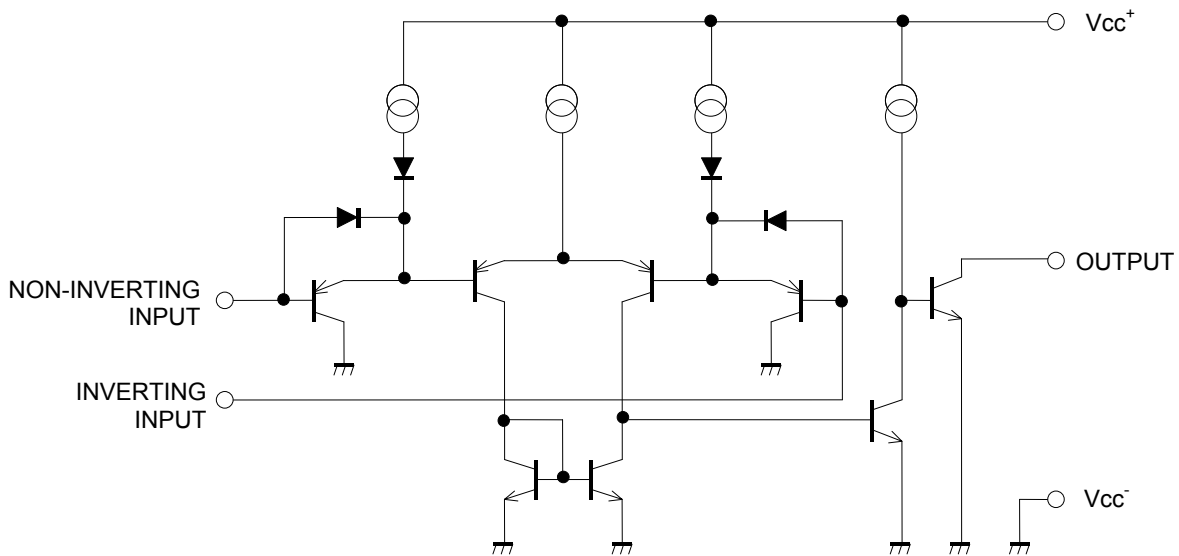 Vcc+
NON-INVERTING
INPUT
OUTPUT
INVERTING
INPUT
Vcc-